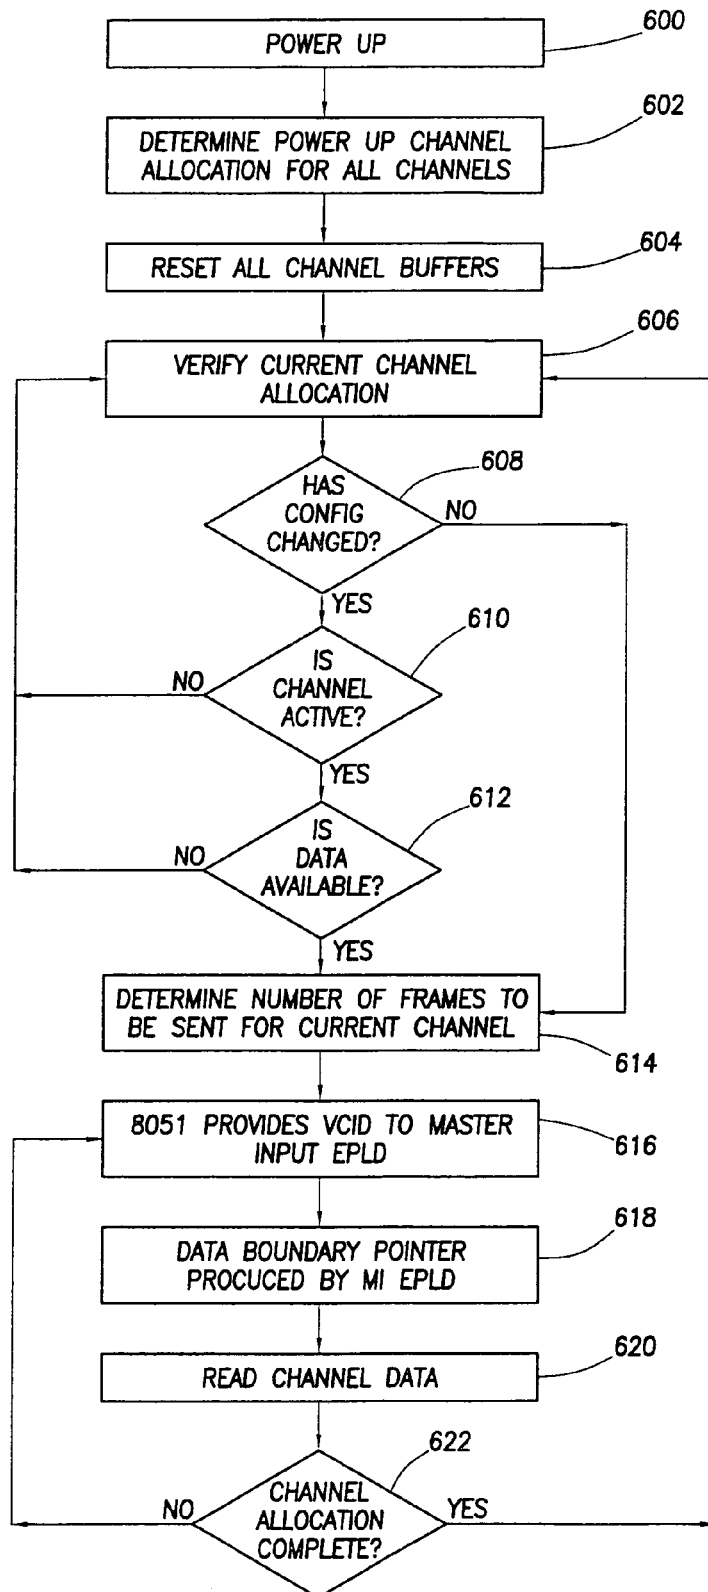 POWER UP
600
DETERMINE POWER UP CHANNEL
ALLOCATION FOR ALL CHANNELS
602
RESET ALL CHANNEL BUFFERS
604
VERIFY CURRENT CHANNEL
ALLOCATION
606
HAS
CONFIG
CHANGED?
608
NO
YES
IS
CHANNEL
ACTIVE?
610
NO
YES
IS
DATA
AVAILABLE?
612
NO
YES
DETERMINE NUMBER OF FRAMES TO
BE SENT FOR CURRENT CHANNEL
614
8051 PROVIDES VCID TO MASTER
INPUT EPLD
616
DATA BOUNDARY POINTER
PROCUCED BY MI EPLD
618
READ CHANNEL DATA
620
CHANNEL
ALLOCATION
COMPLETE?
622
NO
YES